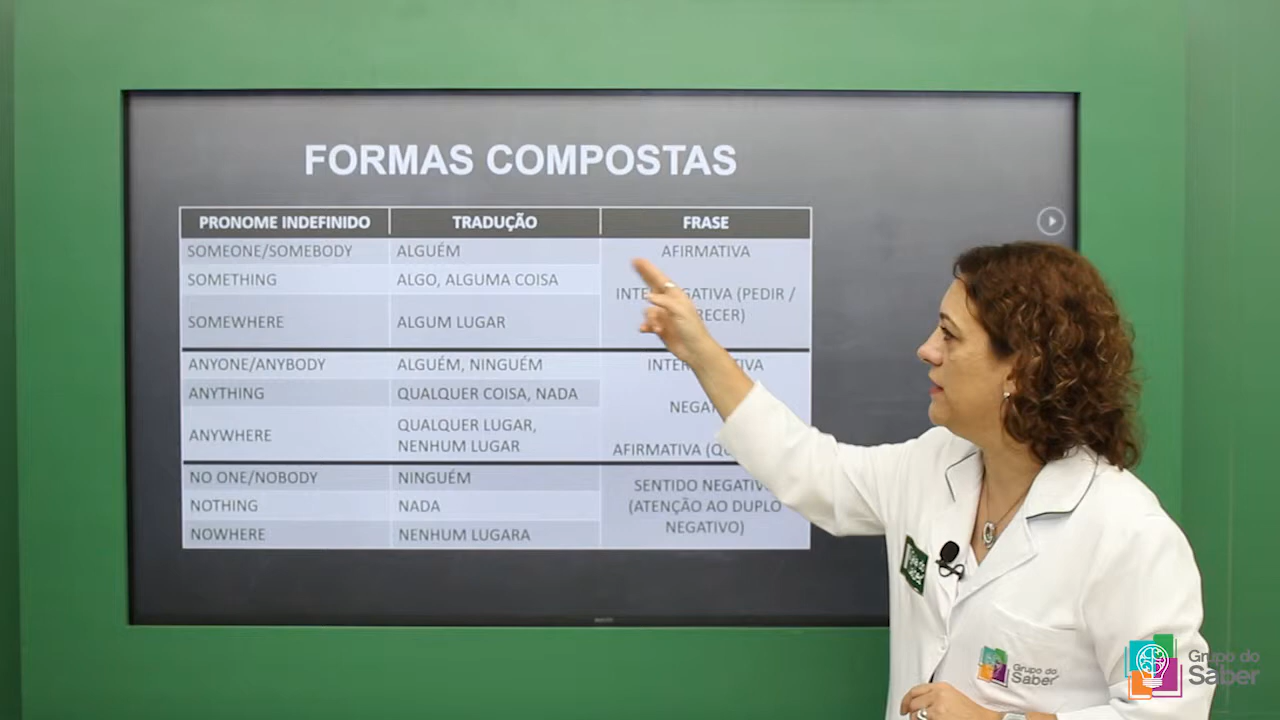 FORMAS COMPOSTAS
PRONOME INDEFINIDO TRADUÇÃO FRASE
SOMEONE/SOMEBODY ALGUÉM AFIRMATIVA
SOMETHING ALGO, ALGUMA COISA
(PEDIR /
SOMEWHERE ALGUM LUGAR
ANYONE/ANYBODY ALGUÉM, NINGUÉM
ANYTHING QUALQUER COISA, NADA
ANYWHERE QUALQUER LUGAR,
NENHUM LUGAR
AFIRMATIVA
NO ONE/NOBODY NINGUÉM SENTIDO
NOTHING NADA (ATENÇÃO AO DUPLO
NEGATIVO)
NOWHERE NENHUM LUGARA
Grupo do
Saber
Grupo do
Saber